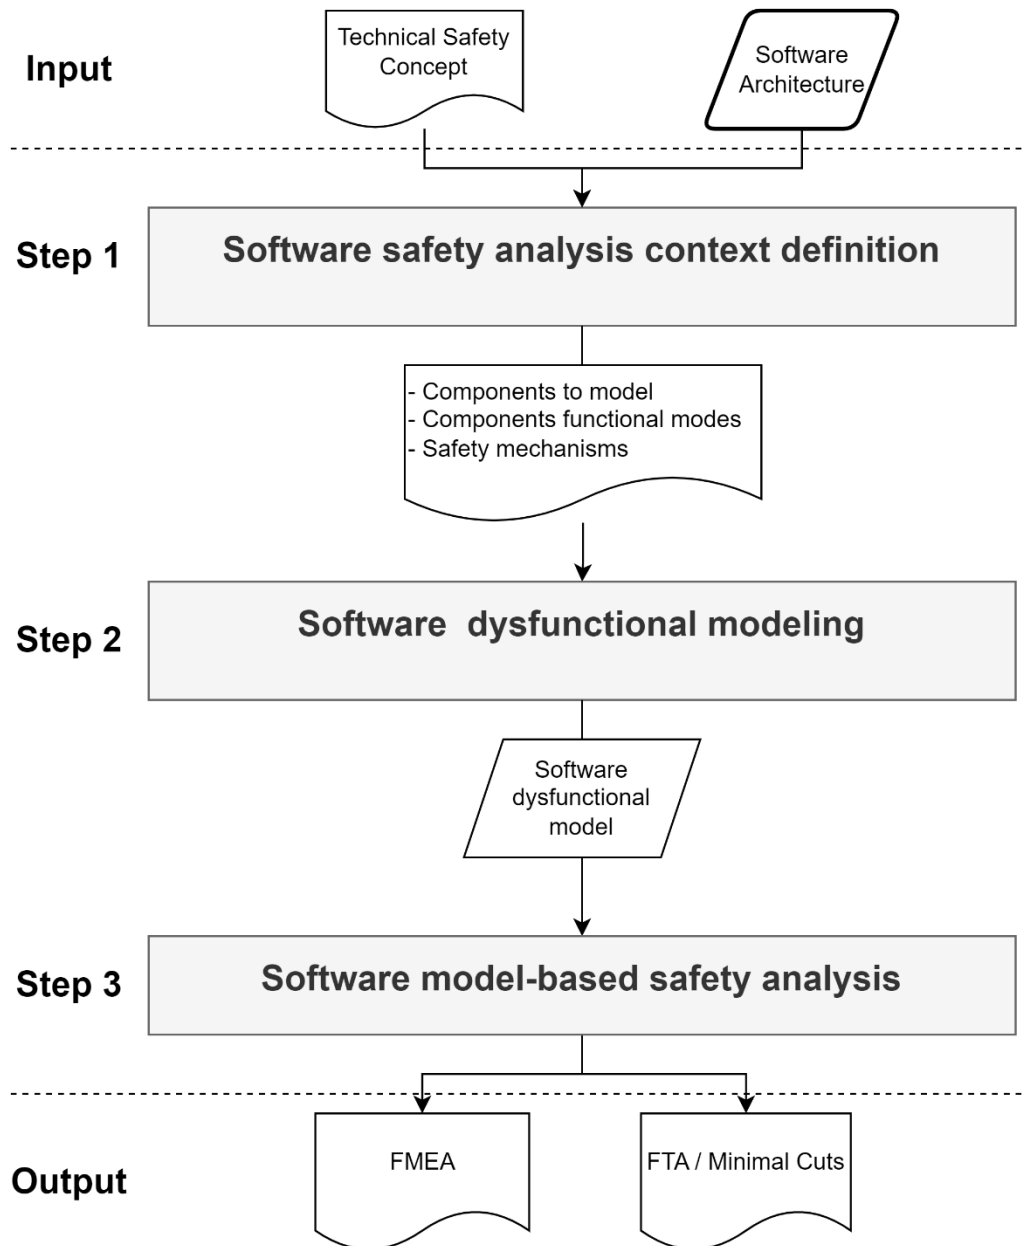 Input
Technical Safety
Concept
Software
Architecture
Step 1
Software safety analysis context definition
- Components to model
- Components functional modes
- Safety mechanisms
Step 2
Software  dysfunctional modeling
Software
dysfunctional
model
Step 3
Software model-based safety analysis
Output
FMEA
FTA / Minimal Cuts